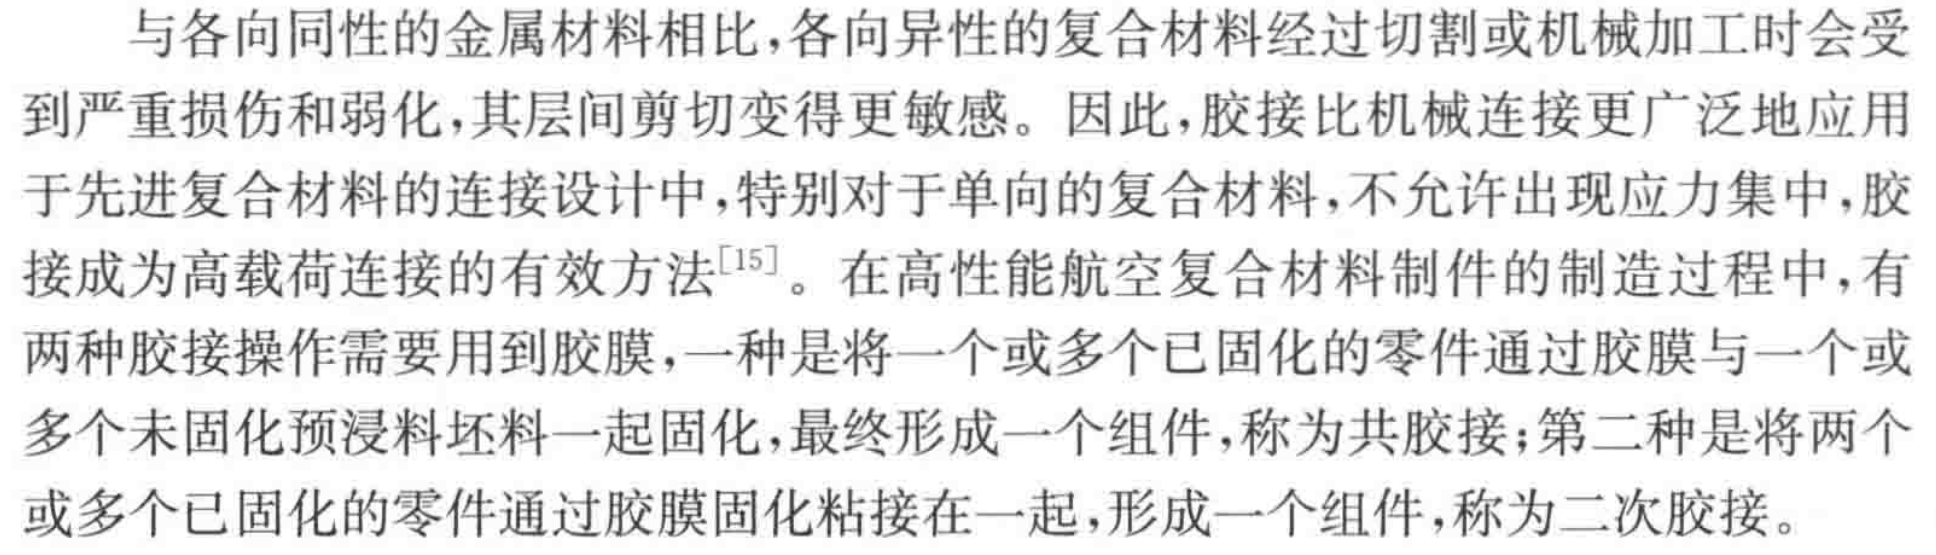 与各向同性的金属材料相比,各向异性的复合材料经过切割或机械加工时会受
到严重损伤和弱化,其层间剪切变得更敏感。因此,胶接比机械连接更广泛地应用
于先进复合材料的连接设计中,特别对于单向的复合材料,不允许出现应力集中,胶
接成为高载荷连接的有效方法[15]。在高性能航空复合材料制件的制造过程中,有
两种胶接操作需要用到胶膜,一种是将一个或多个已固化的零件通过胶膜与一个或
多个未固化预浸料坯料一起固化,最终形成一个组件,称为共胶接;第二种是将两个
或多个已固化的零件通过胶膜固化粘接在一起,形成一个组件,称为二次胶接。